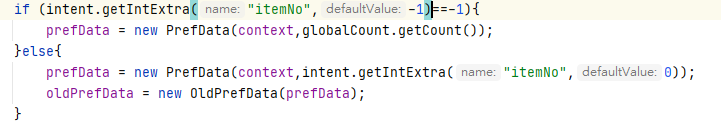 if (intent.getIntExtra( name: "itemNo", defaultValue: -1)==-1){
prefData = new PrefData(context,globalCount.getCount());
}else{
prefData = new PrefData(context,intent.getIntExtra( name: "itemNo", defaultValue: 0));
oldPrefData = new OldPrefData(prefData);
}